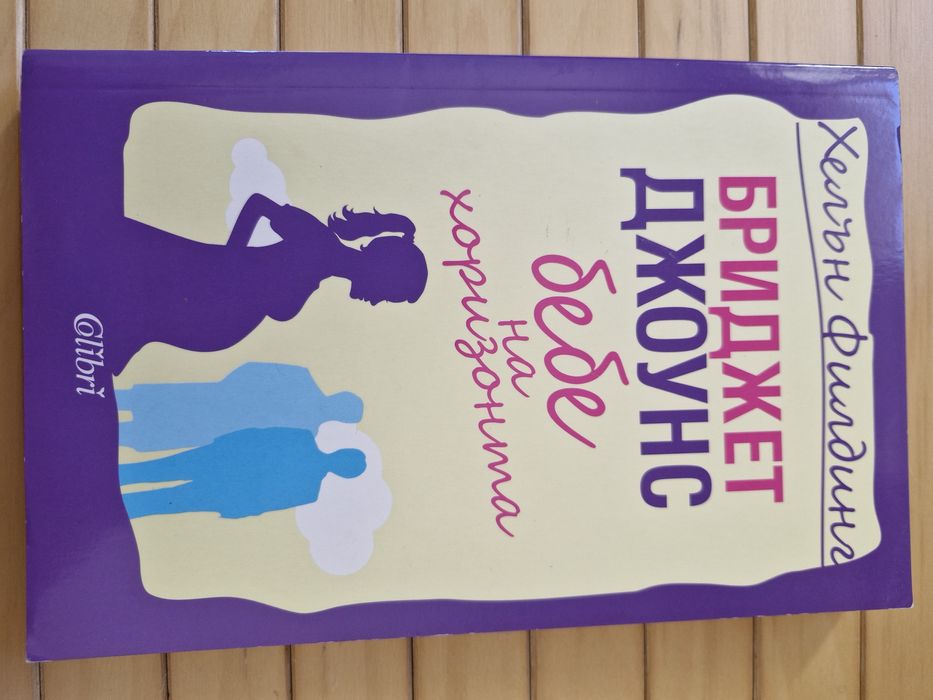 Хелън Филдинг
БРИДЖЕТ
ДЖОУНС
бебе
на
хоризонта
Colibri